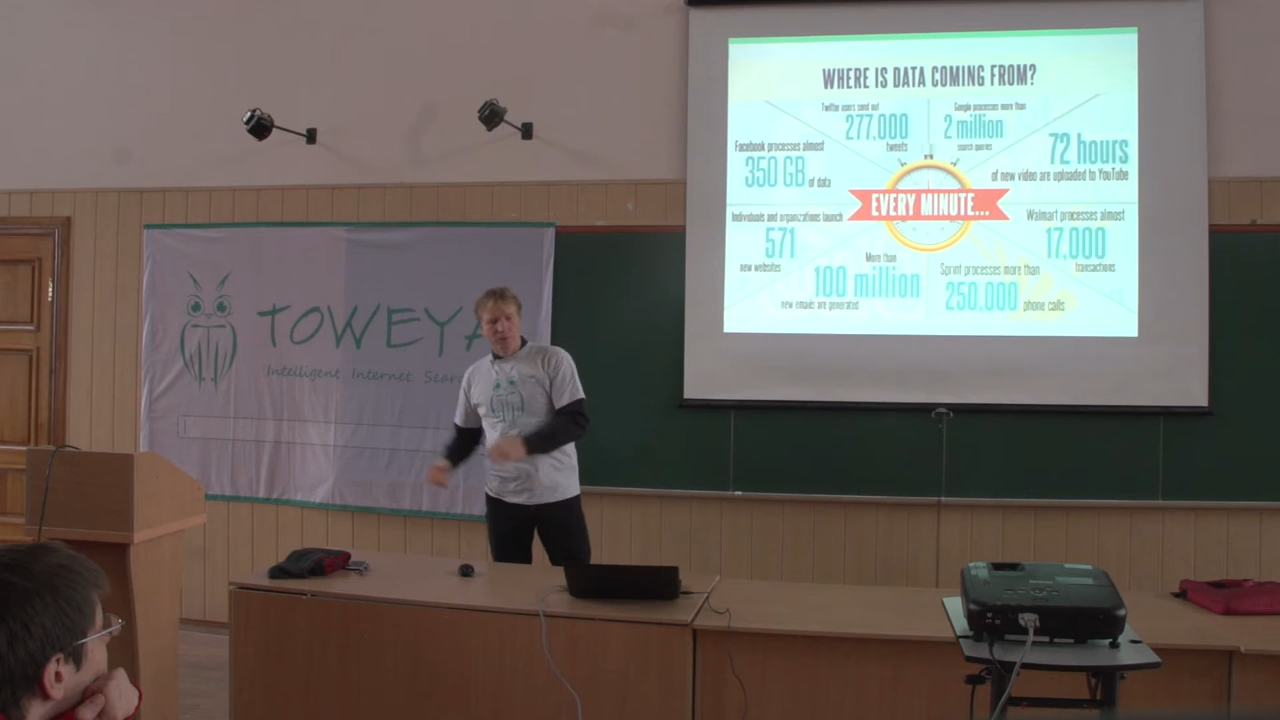 WHERE IS DATA COMING FROM?
Twitter users send out
277,000
tweets
Google processes more than
2 million
search queries
Facebook processes almost
350 GB of data
72 hours
of new video are uploaded to YouTube
EVERY MINUTE...
Individuals and organizations launch
571
new websites
Walmart processes almost
17,000
transactions
More than
100 million
new emails are generated
Sprint processes more than
250,000 phone calls
TOWEYA
Intelligent Internet Sear